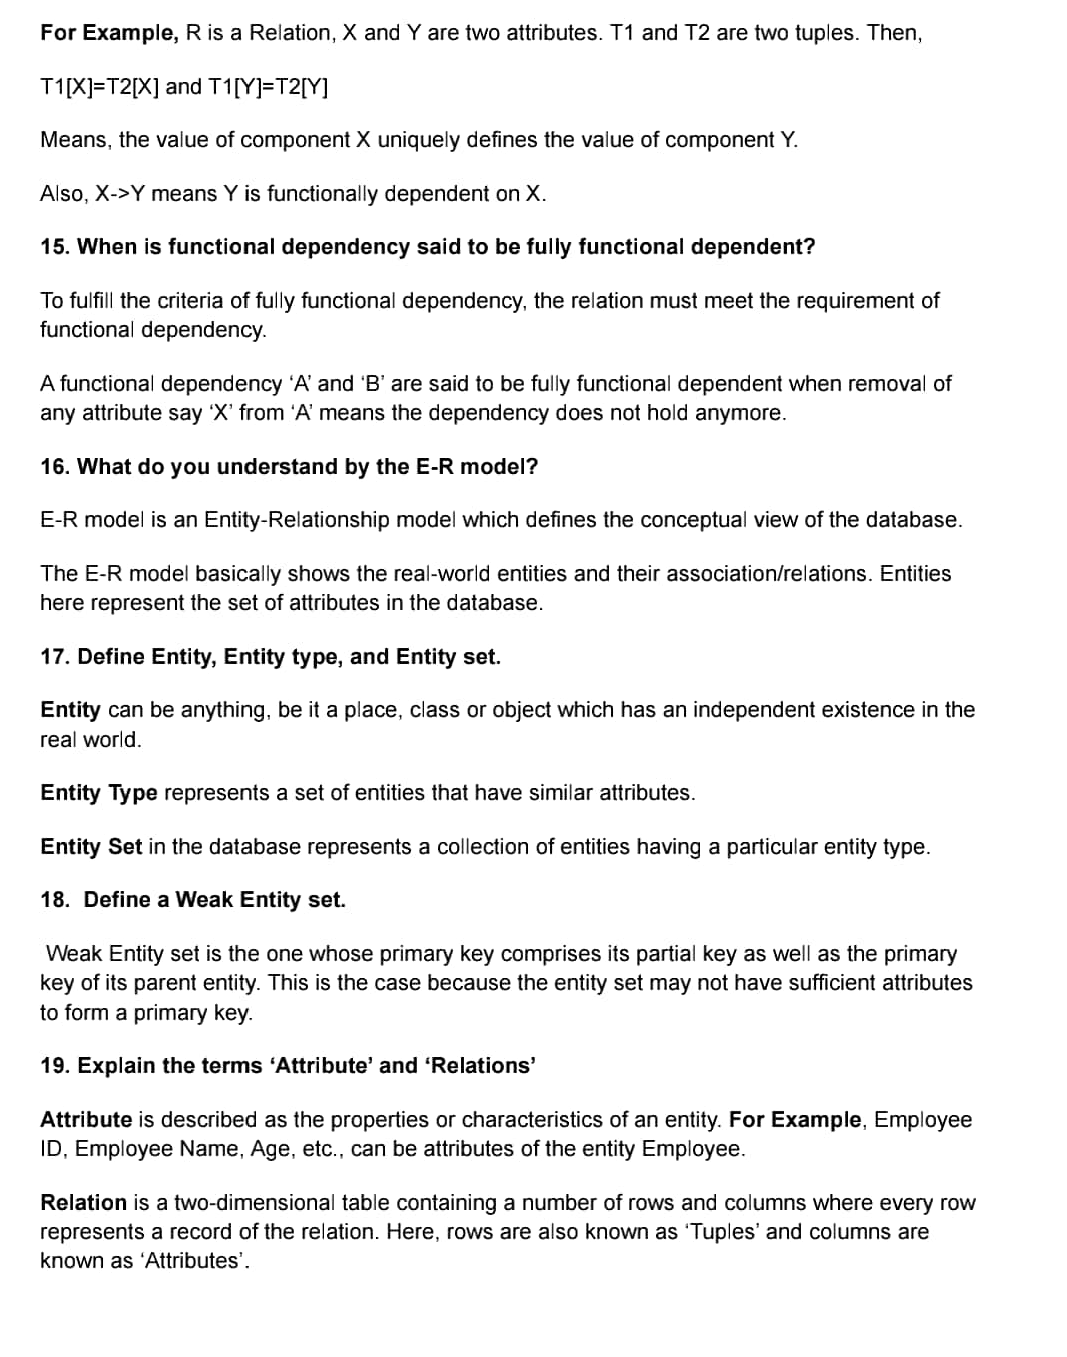 For Example, R is a Relation, X and Y are two attributes. T1 and T2 are two tuples. Then,
T1[X]=T2[X] and T1[Y]=T2[Y]
Means, the value of component X uniquely defines the value of component Y.
Also, X->Y means Y is functionally dependent on X.
15. When is functional dependency said to be fully functional dependent?
To fulfill the criteria of fully functional dependency, the relation must meet the requirement of
functional dependency.
A functional dependency ‘A’ and ‘B’ are said to be fully functional dependent when removal of
any attribute say ‘X’ from ‘A’ means the dependency does not hold anymore.
16. What do you understand by the E-R model?
E-R model is an Entity-Relationship model which defines the conceptual view of the database.
The E-R model basically shows the real-world entities and their association/relations. Entities
here represent the set of attributes in the database.
17. Define Entity, Entity type, and Entity set.
Entity can be anything, be it a place, class or object which has an independent existence in the
real world.
Entity Type represents a set of entities that have similar attributes.
Entity Set in the database represents a collection of entities having a particular entity type.
18.  Define a Weak Entity set.
Weak Entity set is the one whose primary key comprises its partial key as well as the primary
key of its parent entity. This is the case because the entity set may not have sufficient attributes
to form a primary key.
19. Explain the terms ‘Attribute’ and ‘Relations’
Attribute is described as the properties or characteristics of an entity. For Example, Employee
ID, Employee Name, Age, etc., can be attributes of the entity Employee.
Relation is a two-dimensional table containing a number of rows and columns where every row
represents a record of the relation. Here, rows are also known as ‘Tuples’ and columns are
known as ‘Attributes’.